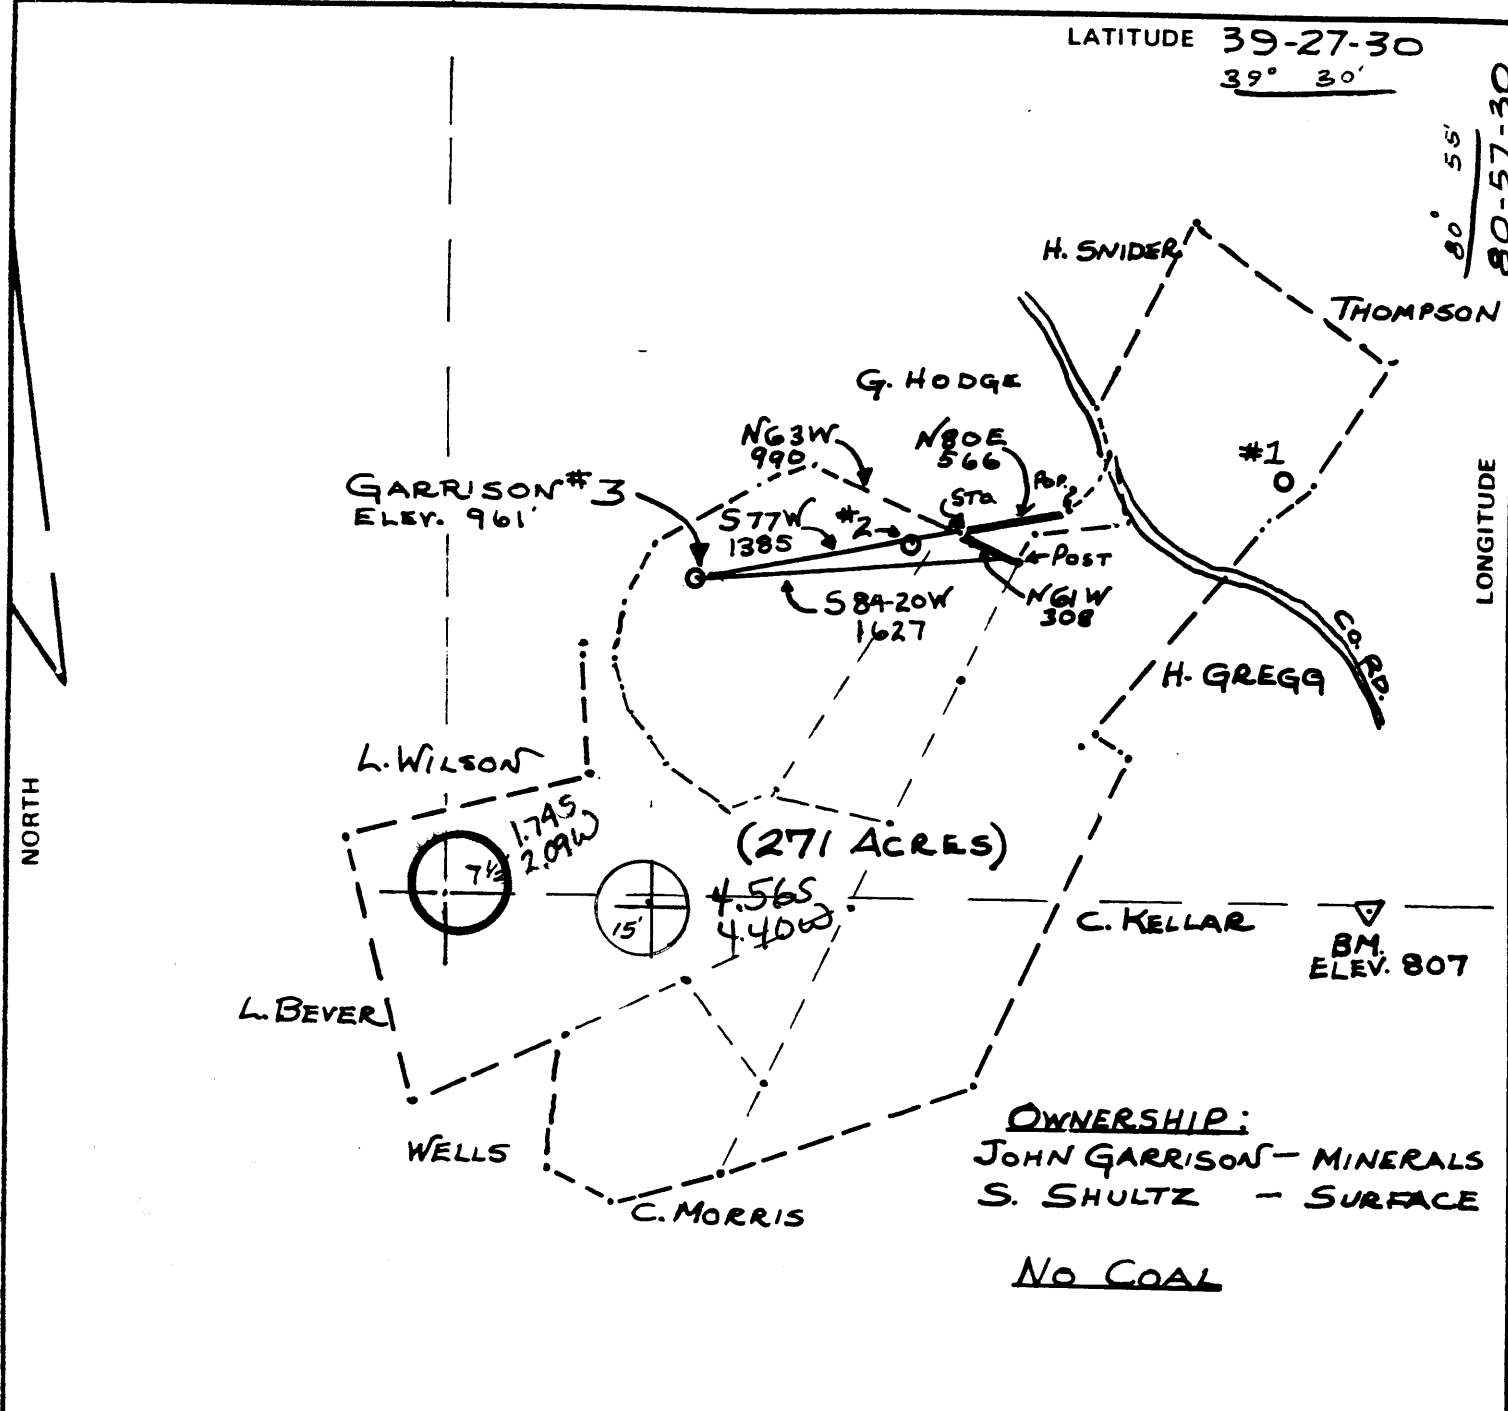 LATITUDE 39-27-30
39° 30'
80° 55'
80-57-30
LONGITUDE
NORTH
H. SNIDER
THOMPSON
G. HODGE
N63W
990
N80E
566
#1
GARRISON #3
ELEV. 961'
S77W
1385
#2
STA
POP.
POST
S84-20W
1627
N61W
308
CO. RD.
H. GREGG
L. WILSON
1.74S
2.09W
7½
(271 ACRES)
15'
4.56S
4.40W
C. KELLAR
BM.
ELEV. 807
L. BEVER
WELLS
C. MORRIS
OWNERSHIP:
JOHN GARRISON - MINERALS
S. SHULTZ - SURFACE
NO COAL